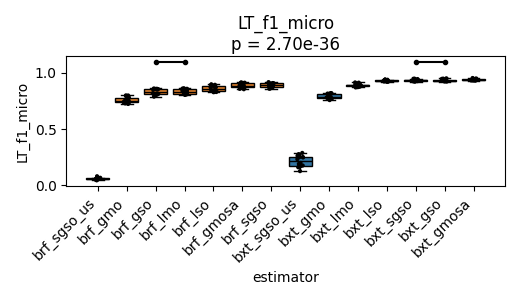 LT_f1_micro
p = 2.70e-36
LT_f1_micro
1.0
0.5
0.0
brf_sgso_us
brf_gmo
brf_gso
brf_lmo
brf_lso
brf_gmosa
brf_sgso
bxt_sgso_us
bxt_gmo
bxt_lmo
bxt_lso
bxt_sgso
bxt_gso
bxt_gmosa
estimator